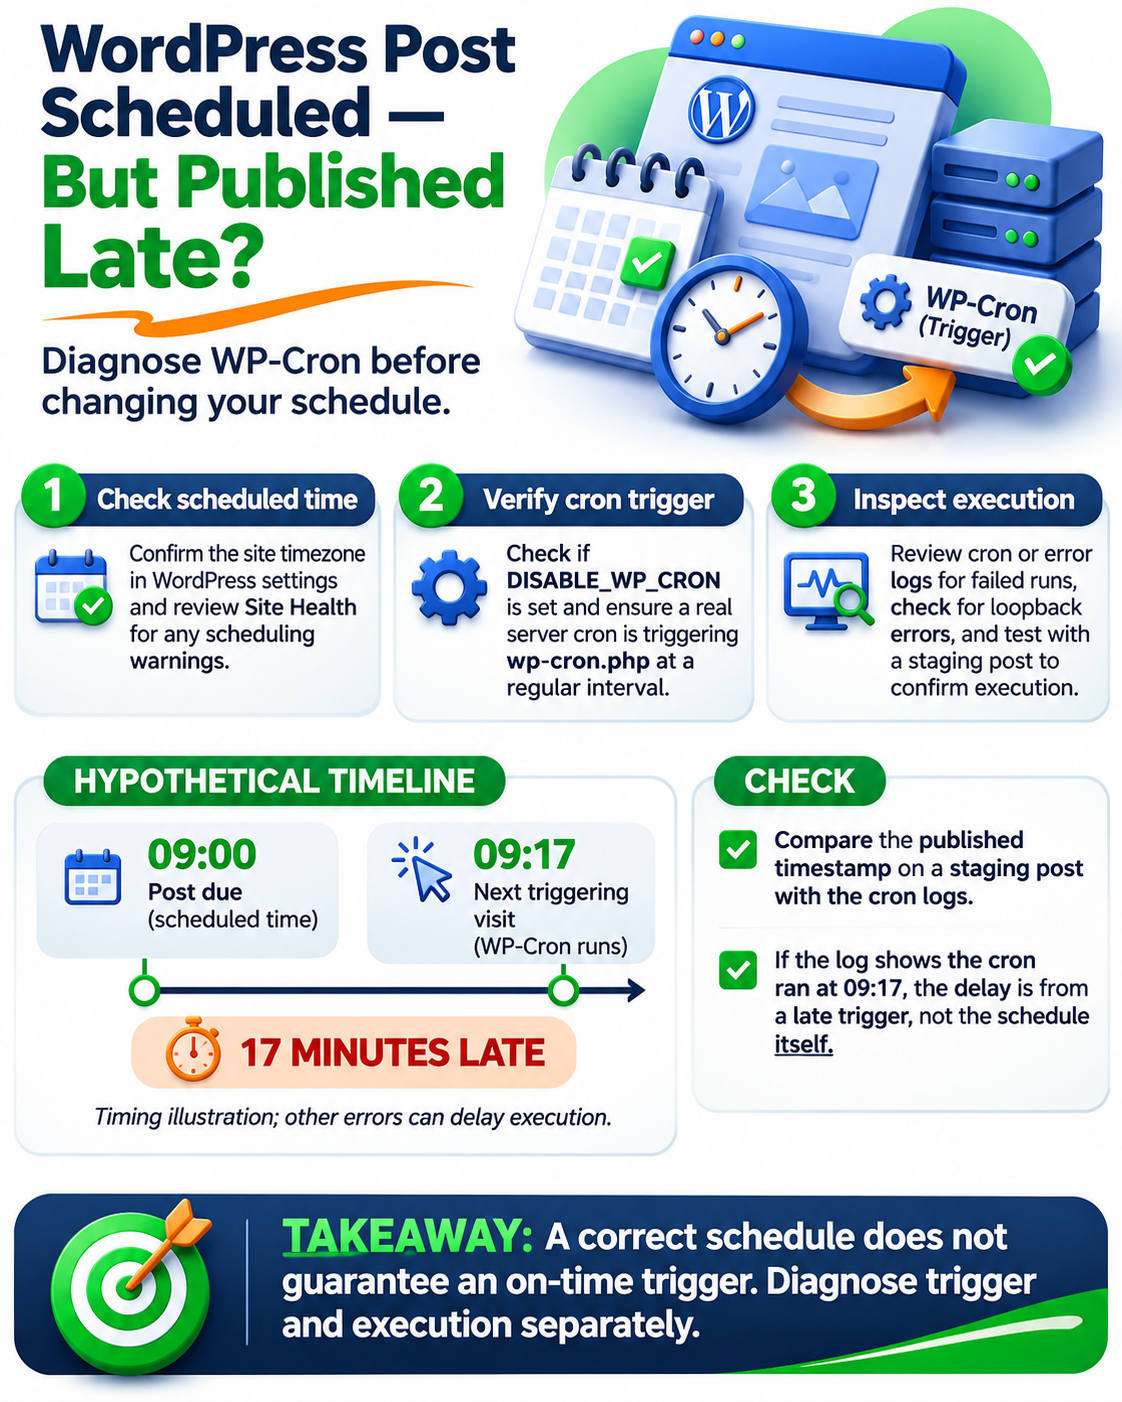 WordPress Post
Scheduled —
But Published
Late?
Diagnose WP-Cron before
changing your schedule.
W
WP-Cron
(Trigger)
1 Check scheduled time
Confirm the site timezone
in WordPress settings
and review Site Health
for any scheduling
warnings.
2 Verify cron trigger
Check if
DISABLE_WP_CRON
is set and ensure a real
server cron is triggering
wp-cron.php at a
regular interval.
3 Inspect execution
Review cron or error
logs for failed runs,
check for loopback
errors, and test with
a staging post to
confirm execution.
HYPOTHETICAL TIMELINE
09:00
Post due
(scheduled time)
09:17
Next triggering
visit
(WP-Cron runs)
17 MINUTES LATE
Timing illustration; other errors can delay execution.
CHECK
Compare the published
timestamp on a staging post
with the cron logs.
If the log shows the cron
ran at 09:17, the delay is from
a late trigger, not the schedule
itself.
TAKEAWAY: A correct schedule does not
guarantee an on-time trigger. Diagnose trigger
and execution separately.